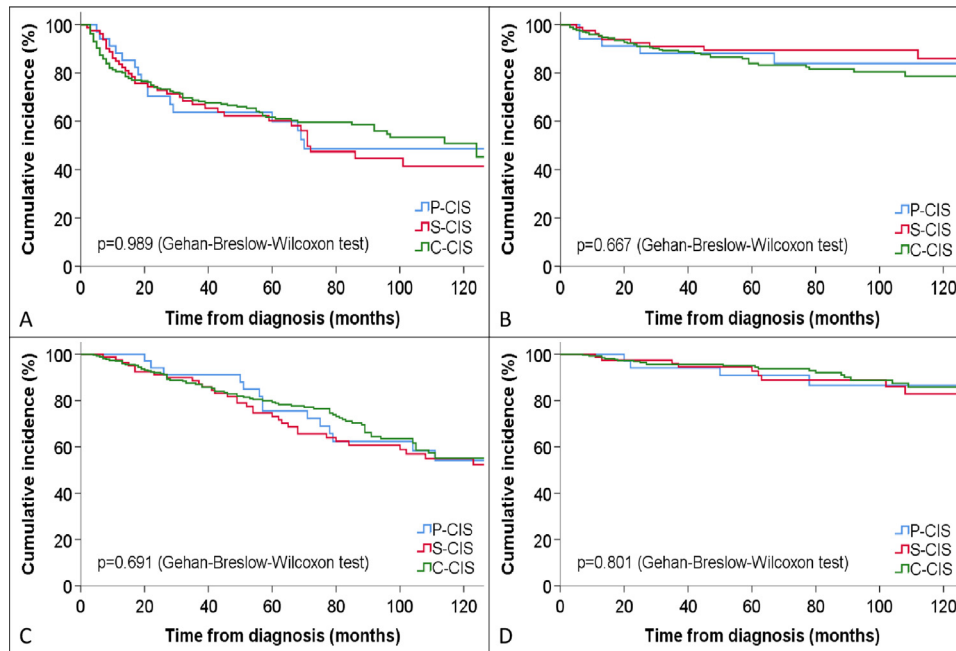 Cumulative incidence (%)
100
80
60
40
20
0
P-CIS
S-CIS
C-CIS
p=0.989 (Gehan-Breslow-Wilcoxon test)
0 20 40 60 80 100 120
Time from diagnosis (months)
A
Cumulative incidence (%)
100
80
60
40
20
0
P-CIS
S-CIS
C-CIS
p=0.667 (Gehan-Breslow-Wilcoxon test)
0 20 40 60 80 100 120
Time from diagnosis (months)
B
Cumulative incidence (%)
100
80
60
40
20
0
P-CIS
S-CIS
C-CIS
p=0.691 (Gehan-Breslow-Wilcoxon test)
0 20 40 60 80 100 120
Time from diagnosis (months)
C
Cumulative incidence (%)
100
80
60
40
20
0
P-CIS
S-CIS
C-CIS
p=0.801 (Gehan-Breslow-Wilcoxon test)
0 20 40 60 80 100 120
Time from diagnosis (months)
D